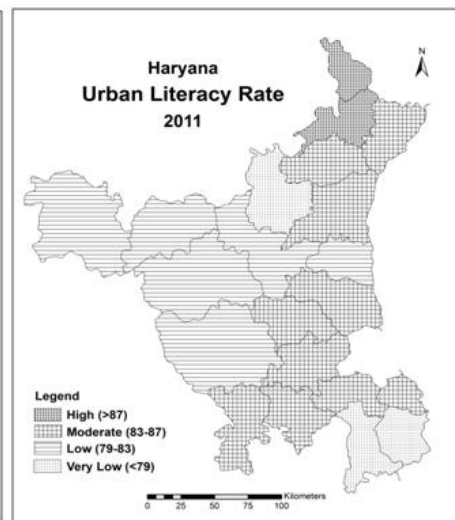 Haryana
Urban Literacy Rate
2011
N
Legend
High (>87)
Moderate (83-87)
Low (79-83)
Very Low (<79)
Kilometers
0 25 50 75 100